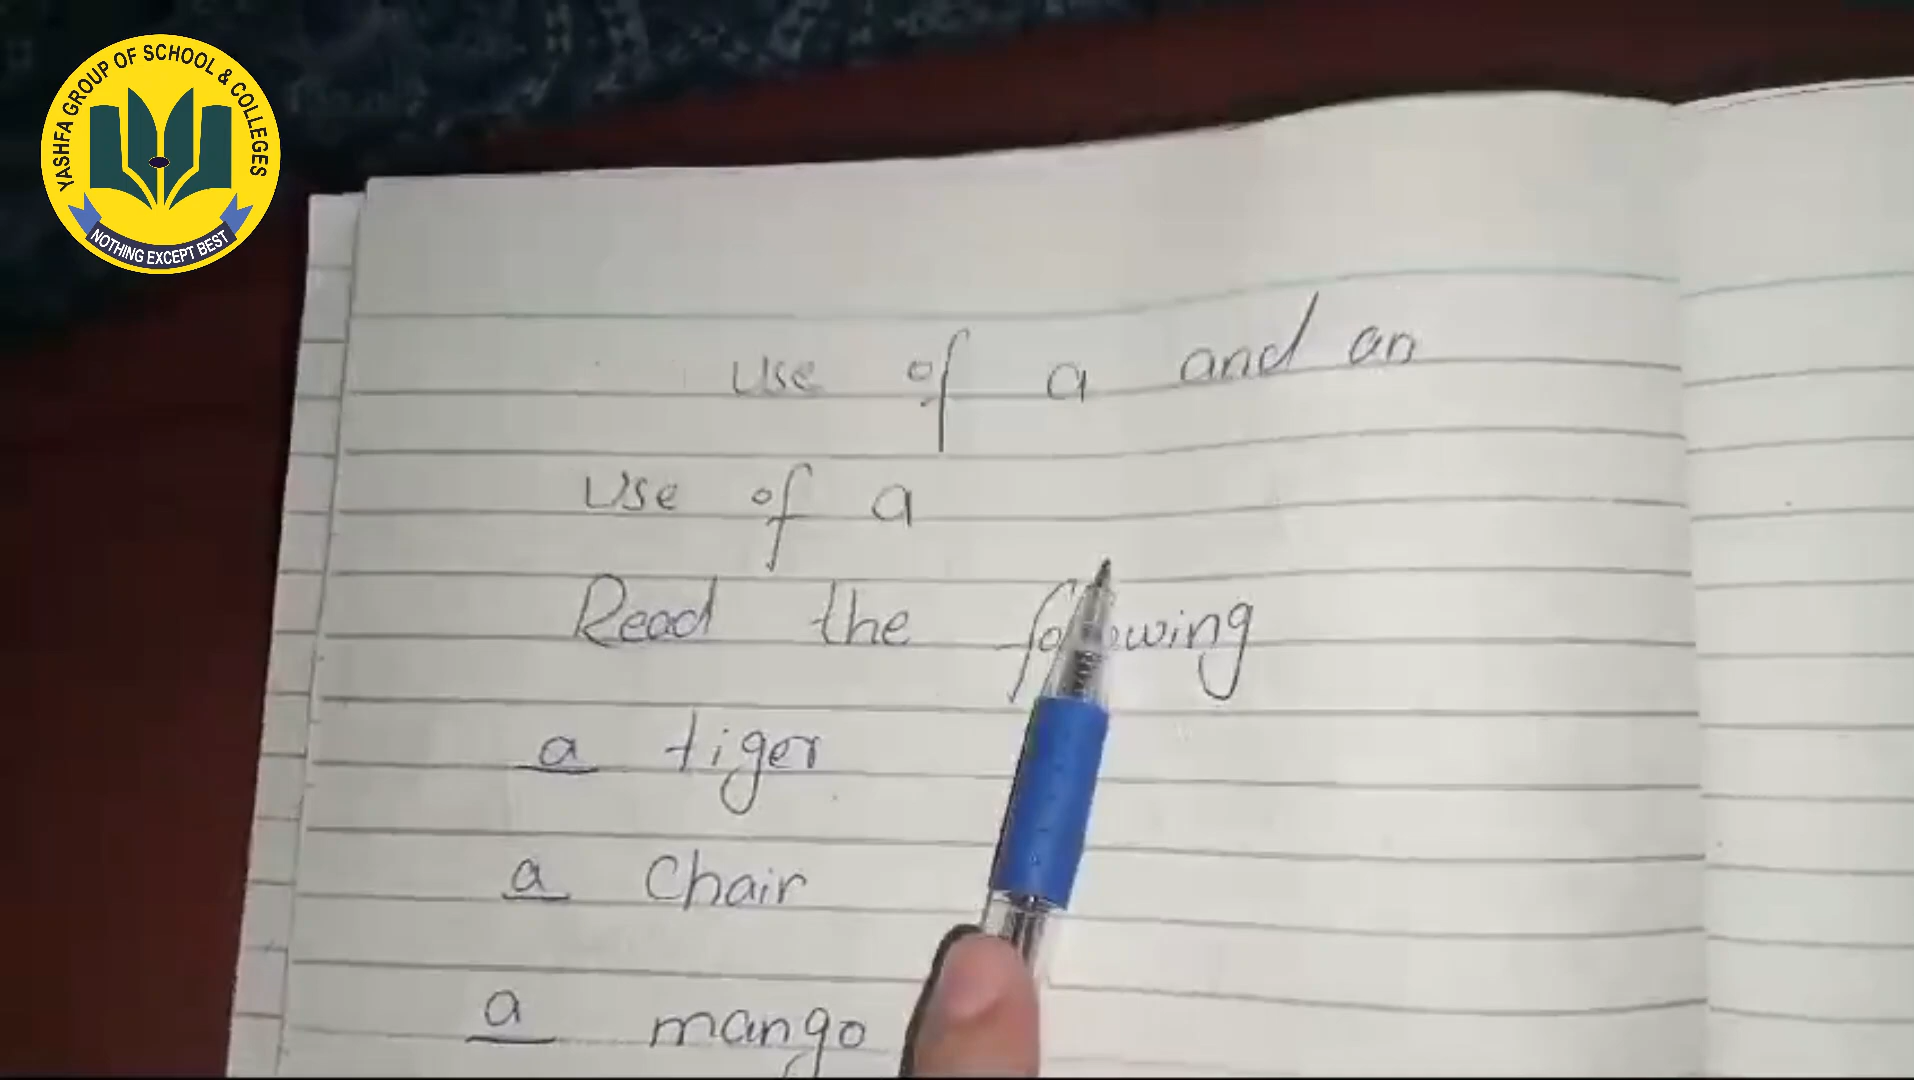 YASHFA GROUP OF SCHOOL & COLLEGES
NOTHING EXCEPT BEST
Use of a and an
Use of a
Read the following
a tiger
a Chair
a mango